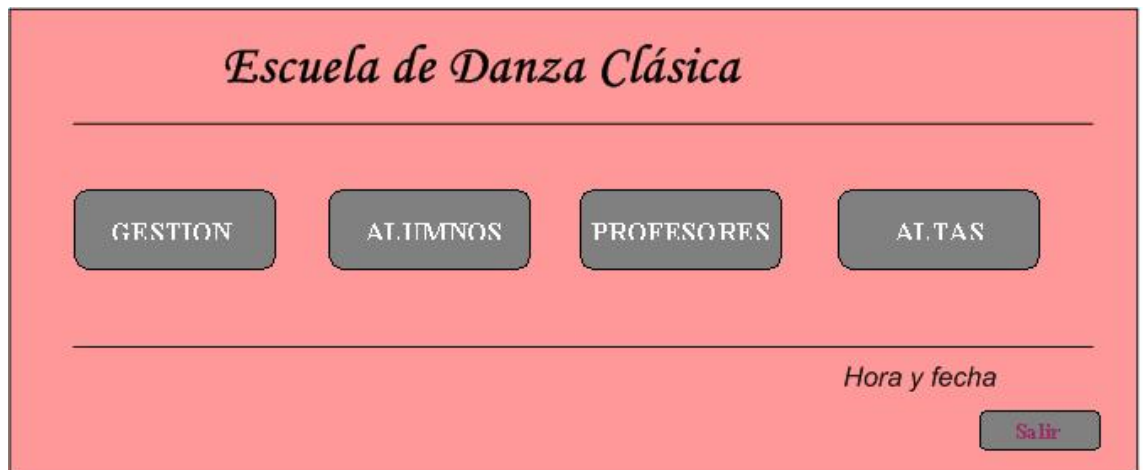 Escuela de Danza Clásica
GESTION ALUMNOS PROFESORES ALTAS
Hora y fecha
Salir